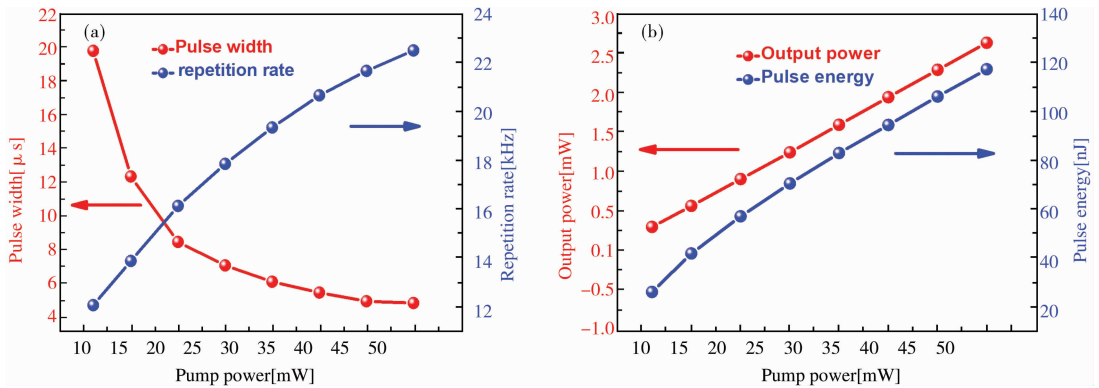 (a)
Pulse width
repetition rate
22
20
18
16
14
12
10
8
6
4
Pulse width[μs]
24
22
20
18
16
14
12
Repetition rate[kHz]
10 15 20 25 30 35 40 45 50
Pump power[mW]
(b)
Output power
Pulse energy
3.0
2.5
2.0
1.5
1.0
0.5
0.1
−0.5
−1.0
Output power[mW]
140
120
100
80
60
40
20
Pulse energy[nJ]
10 15 20 25 30 35 40 45 50
Pump power[mW]